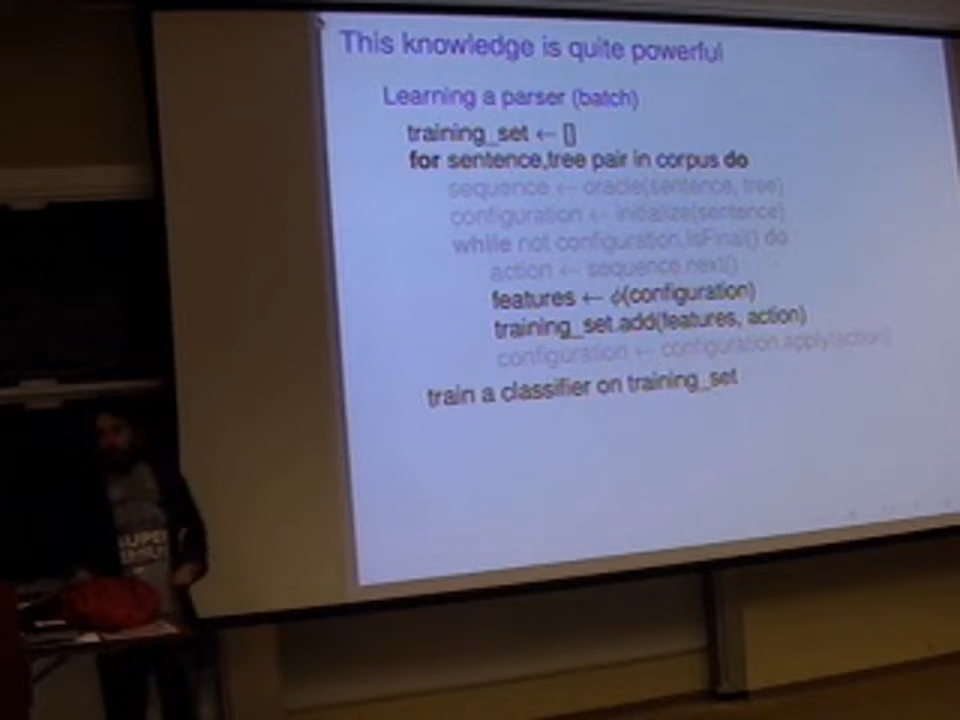 This knowledge is quite powerful
Learning a parser (batch)
training_set ← []
for sentence,tree pair in corpus do
sequence ← oracle(sentence, tree)
configuration ← initialize(sentence)
while not configuration.IsFinal() do
action ← sequence.next()
features ← ϕ(configuration)
training_set.add(features, action)
configuration ← configuration.apply(action)
train a classifier on training_set
SUPER